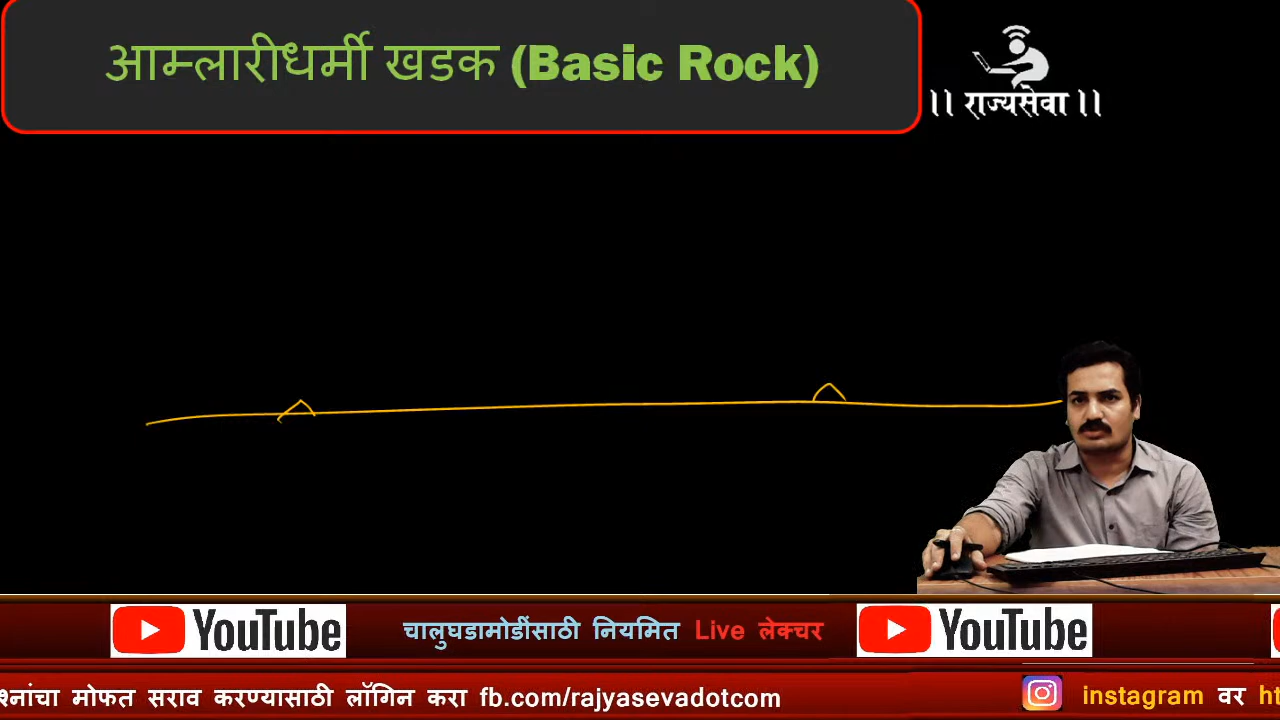 आम्लारीधर्मी खडक (Basic Rock)
।। राज्यसेवा ।।
YouTube चालुघडामोडींसाठी नियमित Live लेक्चर YouTube
श्नांचा मोफत सराव करण्यासाठी लॉगिन करा fb.com/rajyasevadotcom instagram वर ht